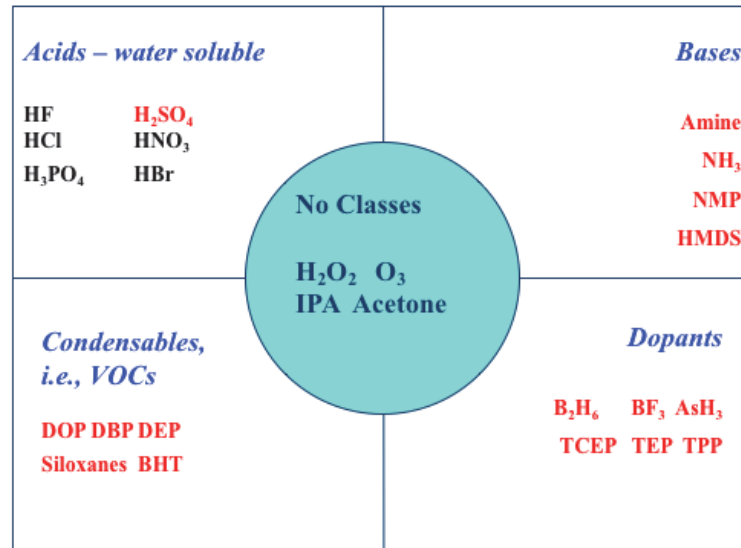 Acids – water soluble
HF H₂SO₄
HCl HNO₃
H₃PO₄ HBr
Bases
Amine
NH₃
NMP
HMDS
No Classes
H₂O₂ O₃
IPA Acetone
Condensables,
i.e., VOCs
DOP DBP DEP
Siloxanes BHT
Dopants
B₂H₆ BF₃ AsH₃
TCEP TEP TPP